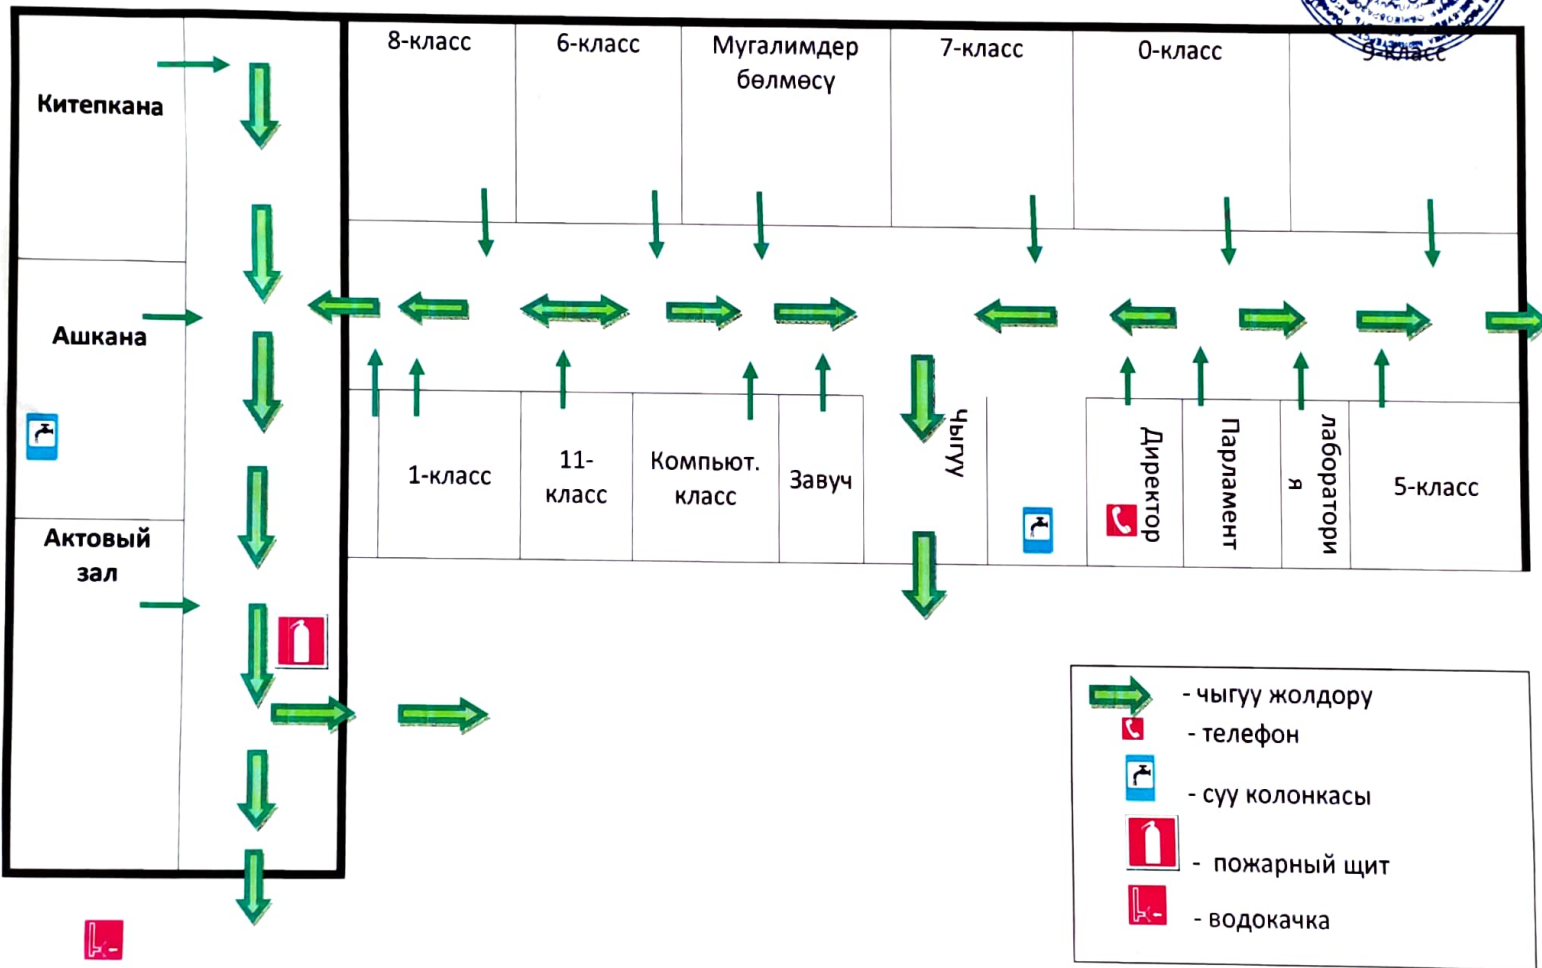 8-класс
6-класс
Мугалимдер
бөлмөсү
7-класс
0-класс
9-класс
Китепкана
Ашкана
Актовый
зал
1-класс
11-
класс
Компьют.
класс
Завуч
Чыгуу
Директор
Парламент
лаборатори
я
5-класс
- чыгуу жолдору
- телефон
- суу колонкасы
- пожарный щит
- водокачка